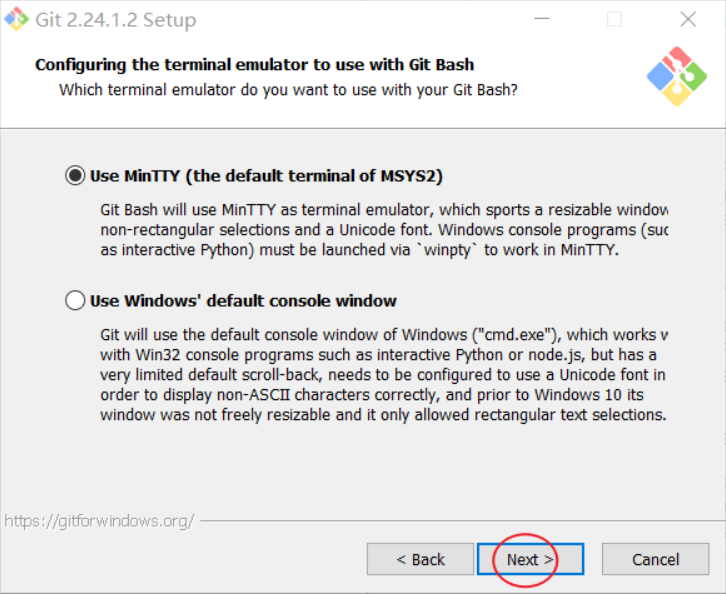 Git 2.24.1.2 Setup
Configuring the terminal emulator to use with Git Bash
Which terminal emulator do you want to use with your Git Bash?
Use MinTTY (the default terminal of MSYS2)
Git Bash will use MinTTY as terminal emulator, which sports a resizable window
non-rectangular selections and a Unicode font. Windows console programs (suc
as interactive Python) must be launched via `winpty` to work in MinTTY.
Use Windows' default console window
Git will use the default console window of Windows ("cmd.exe"), which works w
with Win32 console programs such as interactive Python or node.js, but has a
very limited default scroll-back, needs to be configured to use a Unicode font in
order to display non-ASCII characters correctly, and prior to Windows 10 its
window was not freely resizable and it only allowed rectangular text selections.
https://gitforwindows.org/
< Back
Next >
Cancel